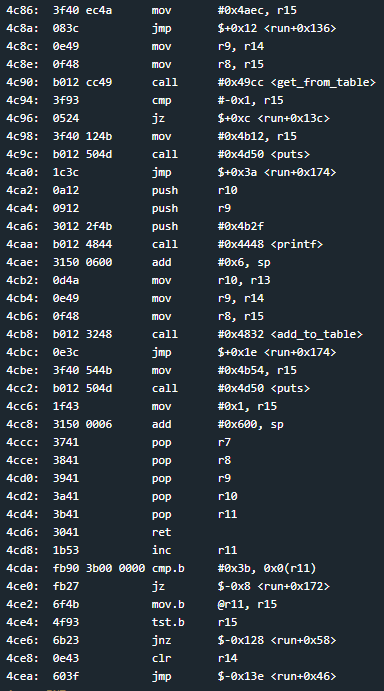 4c86: 3f40 ec4a mov #0x4aec, r15
4c8a: 083c jmp $+0x12 <run+0x136>
4c8c: 0e49 mov r9, r14
4c8e: 0f48 mov r8, r15
4c90: b012 cc49 call #0x49cc <get_from_table>
4c94: 3f93 cmp #-0x1, r15
4c96: 0524 jz $+0xc <run+0x13c>
4c98: 3f40 124b mov #0x4b12, r15
4c9c: b012 504d call #0x4d50 <puts>
4ca0: 1c3c jmp $+0x3a <run+0x174>
4ca2: 0a12 push r10
4ca4: 0912 push r9
4ca6: 3012 2f4b push #0x4b2f
4caa: b012 4844 call #0x4448 <printf>
4cae: 3150 0600 add #0x6, sp
4cb2: 0d4a mov r10, r13
4cb4: 0e49 mov r9, r14
4cb6: 0f48 mov r8, r15
4cb8: b012 3248 call #0x4832 <add_to_table>
4cbc: 0e3c jmp $+0x1e <run+0x174>
4cbe: 3f40 544b mov #0x4b54, r15
4cc2: b012 504d call #0x4d50 <puts>
4cc6: 1f43 mov #0x1, r15
4cc8: 3150 0006 add #0x600, sp
4ccc: 3741 pop r7
4cce: 3841 pop r8
4cd0: 3941 pop r9
4cd2: 3a41 pop r10
4cd4: 3b41 pop r11
4cd6: 3041 ret
4cd8: 1b53 inc r11
4cda: fb90 3b00 0000 cmp.b #0x3b, 0x0(r11)
4ce0: fb27 jz $-0x8 <run+0x172>
4ce2: 6f4b mov.b @r11, r15
4ce4: 4f93 tst.b r15
4ce6: 6b23 jnz $-0x128 <run+0x58>
4ce8: 0e43 clr r14
4cea: 603f jmp $-0x13e <run+0x46>